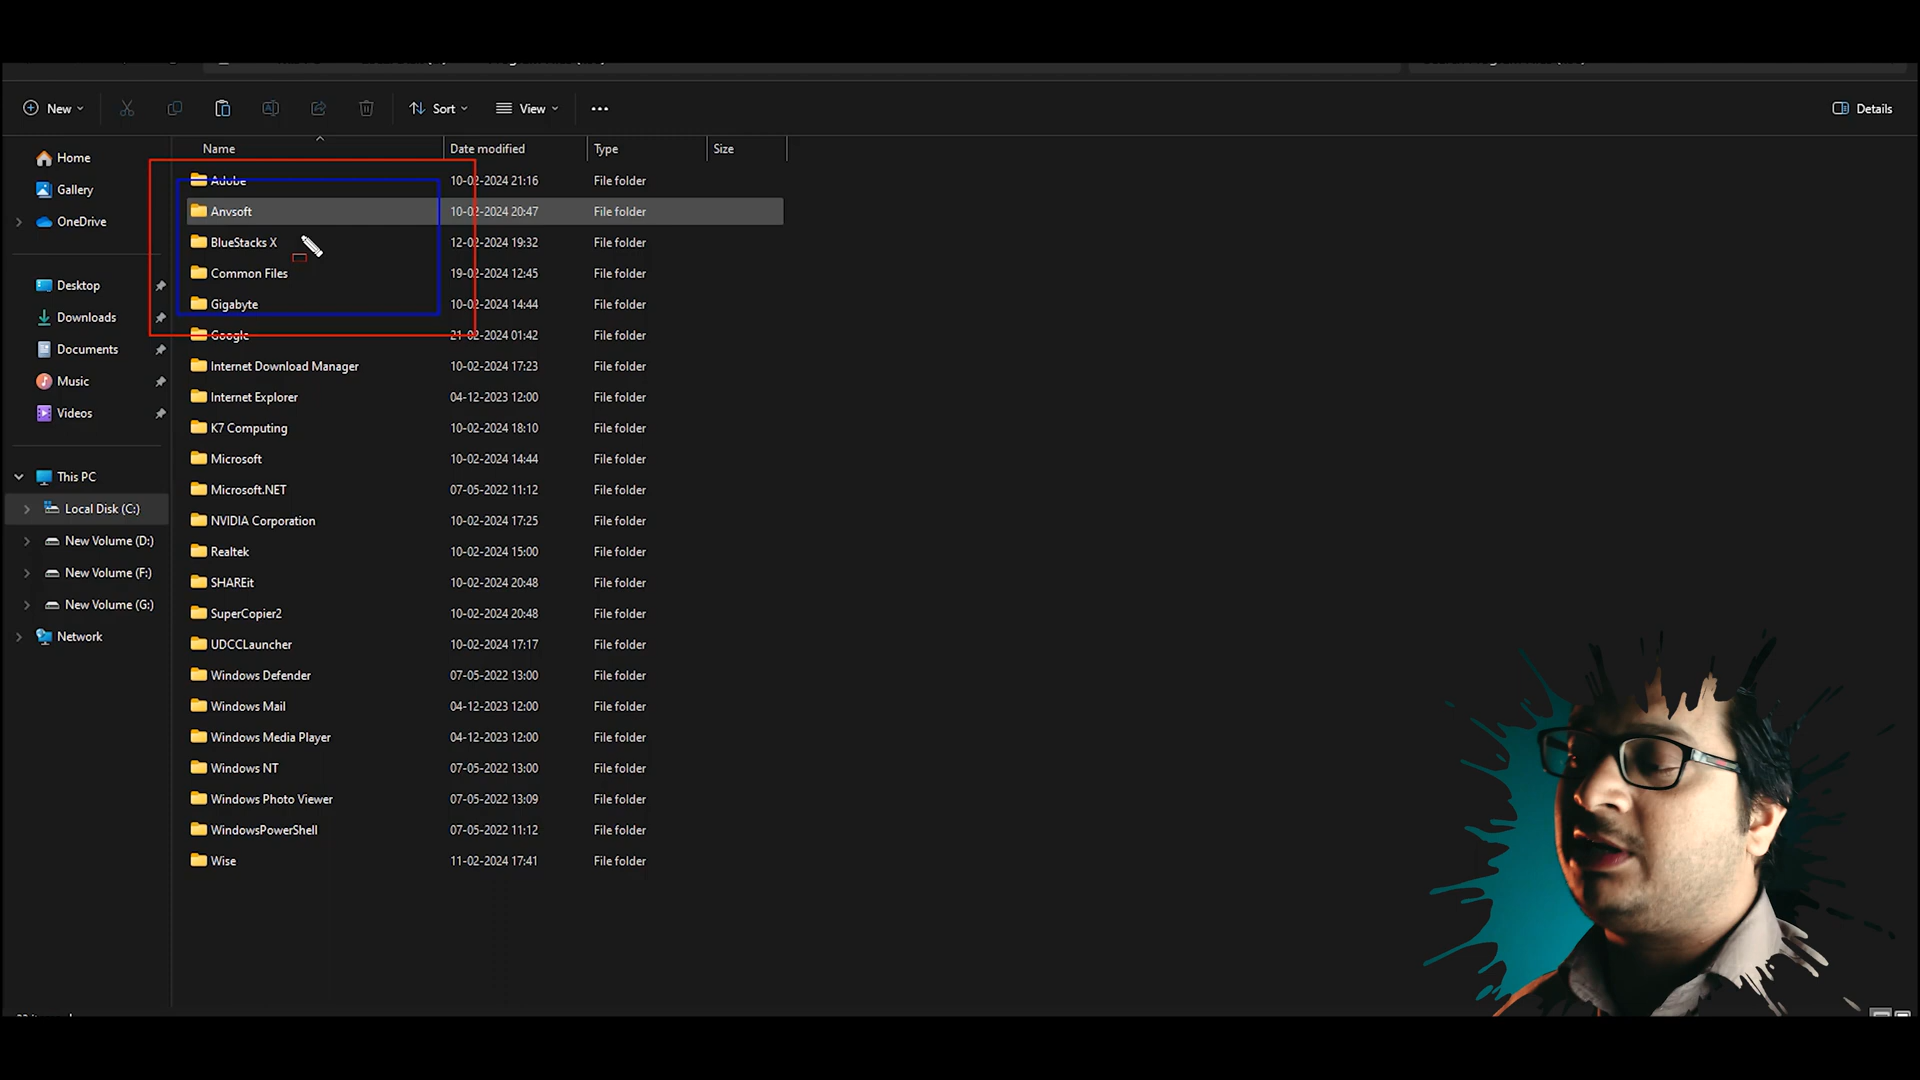 New
Sort
View
Details
Name
Date modified
Type
Size
Home
Gallery
OneDrive
Desktop
Downloads
Documents
Music
Videos
This PC
Local Disk (C:)
New Volume (D:)
New Volume (F:)
New Volume (G:)
Network
Adobe 10-02-2024 21:16 File folder
Anvsoft 10-02-2024 20:47 File folder
BlueStacks X 12-02-2024 19:32 File folder
Common Files 19-02-2024 12:45 File folder
Gigabyte 10-02-2024 14:44 File folder
Google 21-02-2024 01:42 File folder
Internet Download Manager 10-02-2024 17:23 File folder
Internet Explorer 04-12-2023 12:00 File folder
K7 Computing 10-02-2024 18:10 File folder
Microsoft 10-02-2024 14:44 File folder
Microsoft.NET 07-05-2022 11:12 File folder
NVIDIA Corporation 10-02-2024 17:25 File folder
Realtek 10-02-2024 15:00 File folder
SHAREit 10-02-2024 20:48 File folder
SuperCopier2 10-02-2024 20:48 File folder
UDCCLauncher 10-02-2024 17:17 File folder
Windows Defender 07-05-2022 13:00 File folder
Windows Mail 04-12-2023 12:00 File folder
Windows Media Player 04-12-2023 12:00 File folder
Windows NT 07-05-2022 13:00 File folder
Windows Photo Viewer 07-05-2022 13:09 File folder
WindowsPowerShell 07-05-2022 11:12 File folder
Wise 11-02-2024 17:41 File folder